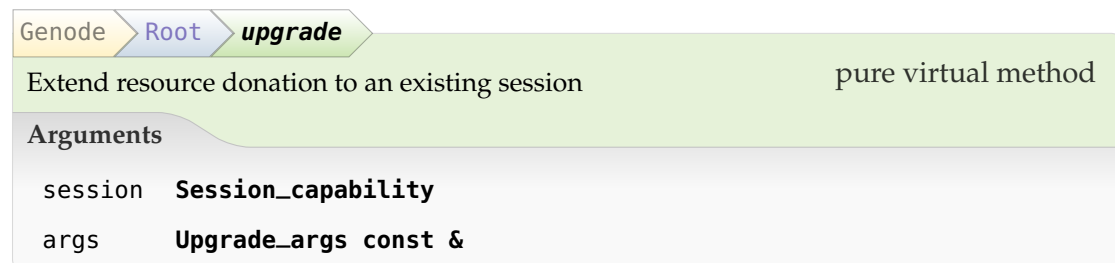 Genode Root upgrade
Extend resource donation to an existing session pure virtual method
Arguments
session Session_capability
args Upgrade_args const &